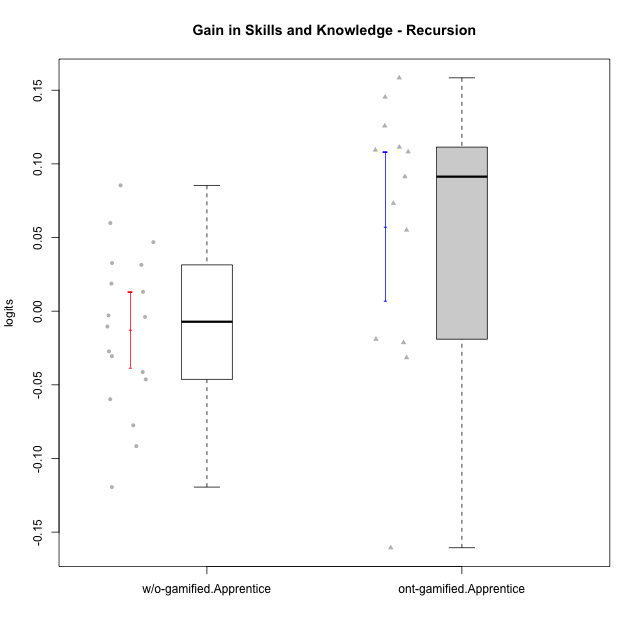 Gain in Skills and Knowledge - Recursion
logits
0.15
0.10
0.05
0.00
-0.05
-0.10
-0.15
w/o-gamified.Apprentice
ont-gamified.Apprentice